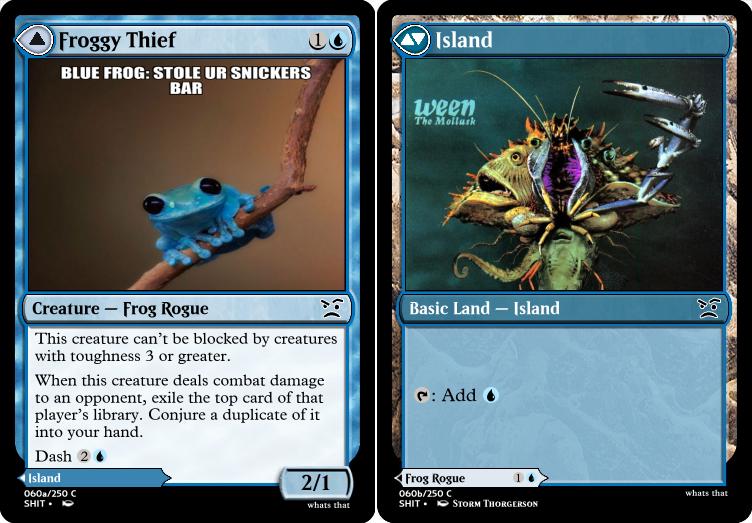 Froggy Thief
1
BLUE FROG: STOLE UR SNICKERS
BAR
Creature — Frog Rogue
This creature can't be blocked by creatures
with toughness 3 or greater.
When this creature deals combat damage
to an opponent, exile the top card of that
player's library. Conjure a duplicate of it
into your hand.
Dash 2
Island
2/1
060a/250 C
SHIT •
whats that
Island
ween
The Mollusk
Basic Land — Island
: Add
Frog Rogue 1
060b/250 C
SHIT • Storm Thorgerson
whats that